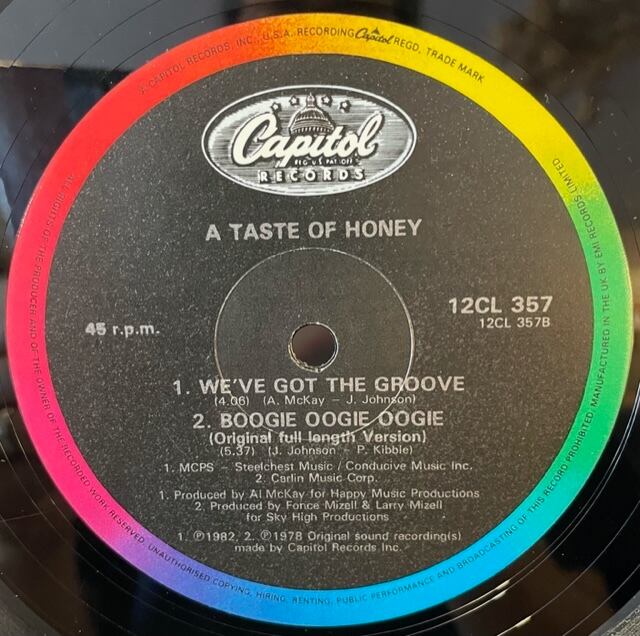 ℗ CAPITOL RECORDS, INC., U.S.A. RECORDING Capitol REGD. TRADE MARK
MANUFACTURED IN THE UK BY EMI RECORDS LIMITED
ALL RIGHTS OF THE PRODUCER AND OF THE OWNER OF THE RECORDED WORK RESERVED. UNAUTHORISED COPYING, HIRING, RENTING, PUBLIC PERFORMANCE AND BROADCASTING OF THIS RECORD PROHIBITED.
Capitol
REG. U.S. PAT. OFF.
RECORDS
A TASTE OF HONEY
12CL 357
12CL 357B
45 r.p.m.
1. WE'VE GOT THE GROOVE
(4.06) (A. McKay – J. Johnson)
2. BOOGIE OOGIE OOGIE
(Original full length Version)
(5.37) (J. Johnson – P. Kibble)
1. MCPS – Steelchest Music / Conducive Music Inc.
2. Carlin Music Corp.
1. Produced by Al McKay for Happy Music Productions
2. Produced by Fonce Mizell & Larry Mizell
for Sky High Productions
1. ℗1982, 2. ℗1978 Original sound recording(s)
made by Capitol Records Inc.